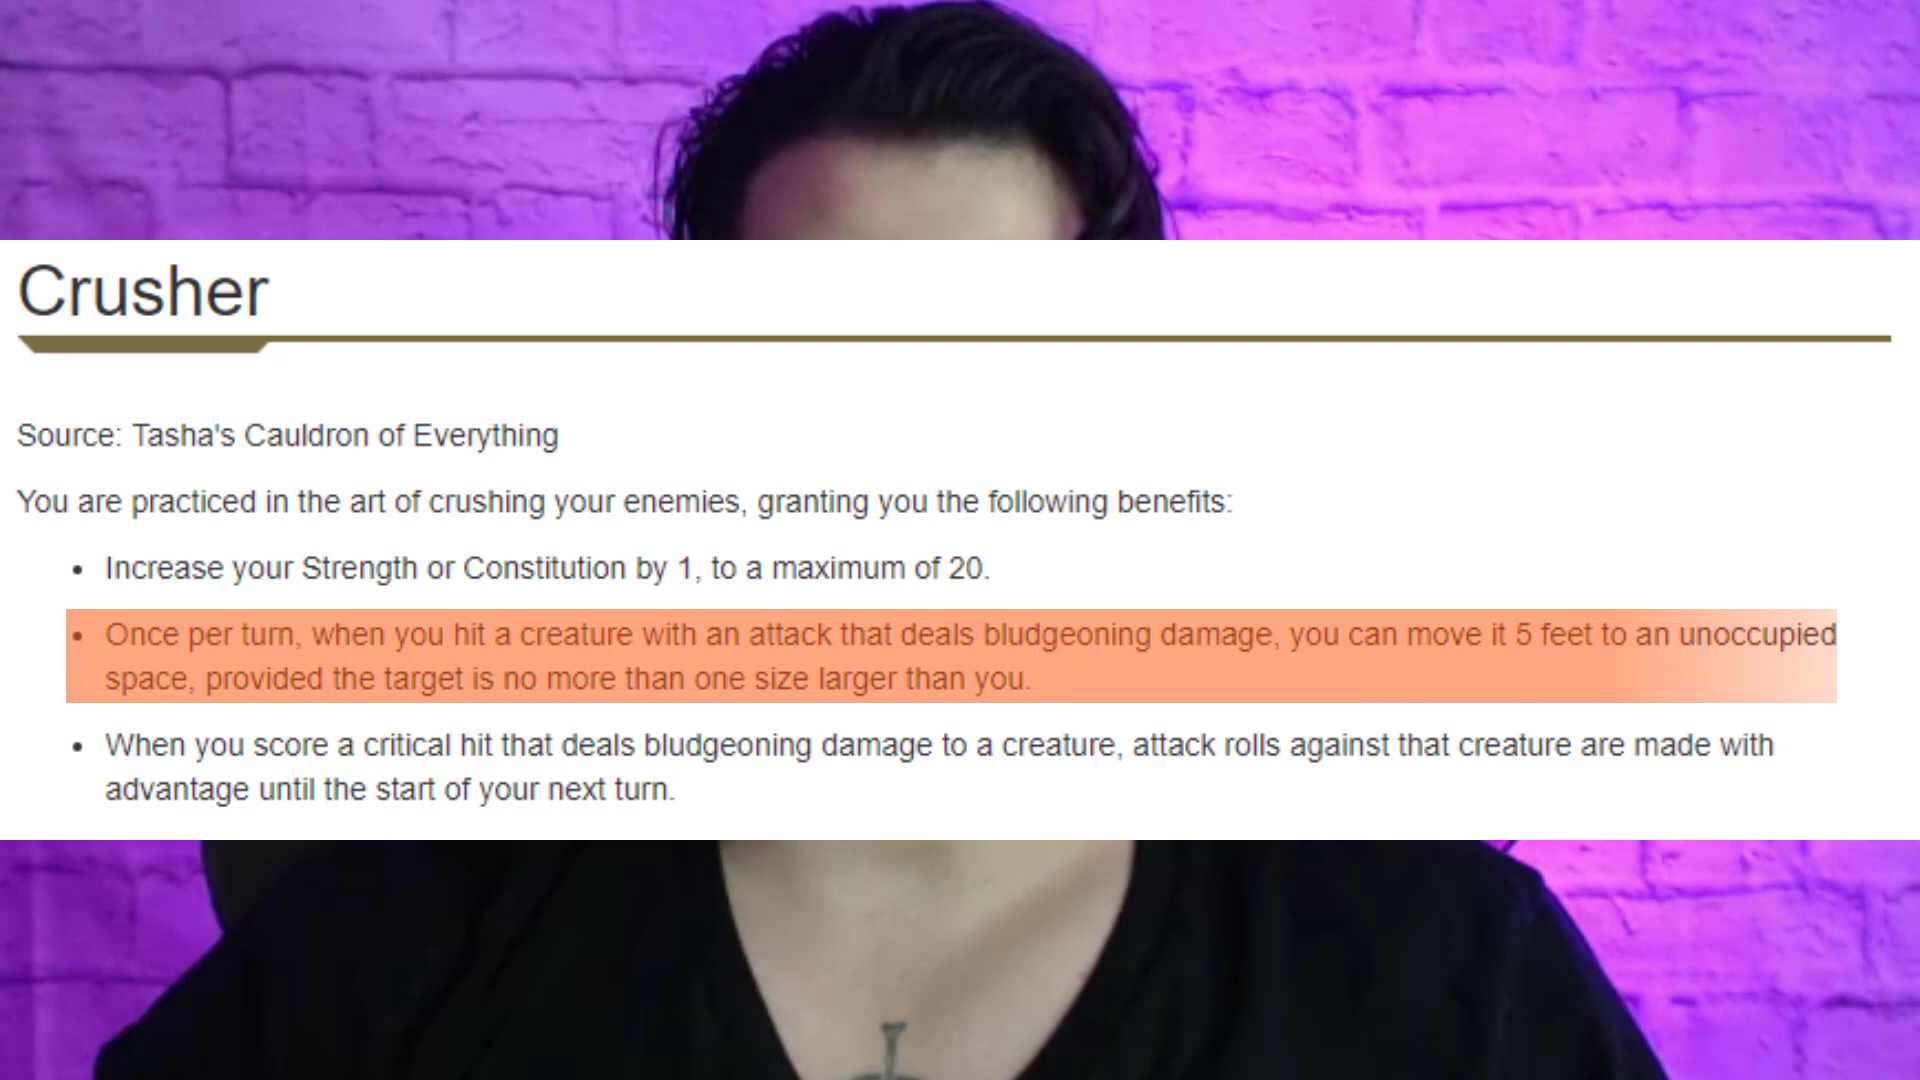 Crusher
Source: Tasha's Cauldron of Everything
You are practiced in the art of crushing your enemies, granting you the following benefits:
• Increase your Strength or Constitution by 1, to a maximum of 20.
• Once per turn, when you hit a creature with an attack that deals bludgeoning damage, you can move it 5 feet to an unoccupied
space, provided the target is no more than one size larger than you.
• When you score a critical hit that deals bludgeoning damage to a creature, attack rolls against that creature are made with
advantage until the start of your next turn.